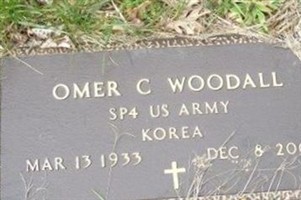 OMER C WOODALL
SP4 US ARMY
KOREA
MAR 13 1933 DEC 8